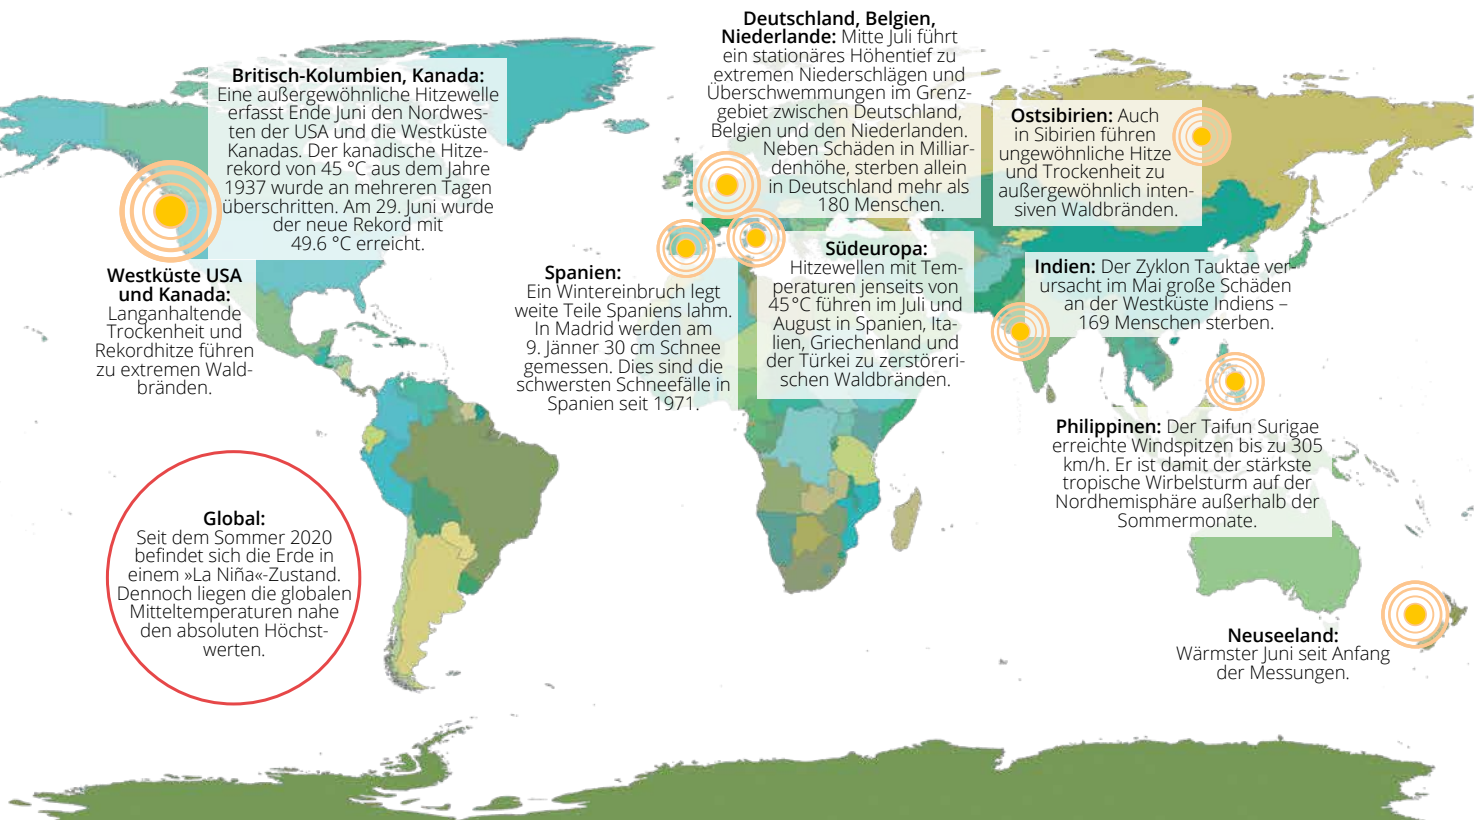 Deutschland, Belgien,
Niederlande: Mitte Juli führt
ein stationäres Höhentief zu
extremen Niederschlägen und
Überschwemmungen im Grenz-
gebiet zwischen Deutschland,
Belgien und den Niederlanden.
Neben Schäden in Milliar-
denhöhe, sterben allein
in Deutschland mehr als
180 Menschen.
Britisch-Kolumbien, Kanada:
Eine außergewöhnliche Hitzewelle
erfasst Ende Juni den Nordwes-
ten der USA und die Westküste
Kanadas. Der kanadische Hitze-
rekord von 45 °C aus dem Jahre
1937 wurde an mehreren Tagen
überschritten. Am 29. Juni wurde
der neue Rekord mit
49.6 °C erreicht.
Ostsibirien: Auch
in Sibirien führen
ungewöhnliche Hitze
und Trockenheit zu
außergewöhnlich inten-
siven Waldbränden.
Westküste USA
und Kanada:
Langanhaltende
Trockenheit und
Rekordhitze führen
zu extremen Wald-
bränden.
Spanien:
Ein Wintereinbruch legt
weite Teile Spaniens lahm.
In Madrid werden am
9. Jänner 30 cm Schnee
gemessen. Dies sind die
schwersten Schneefälle in
Spanien seit 1971.
Südeuropa:
Hitzewellen mit Tem-
peraturen jenseits von
45 °C führen im Juli und
August in Spanien, Ita-
lien, Griechenland und
der Türkei zu zerstöreri-
schen Waldbränden.
Indien: Der Zyklon Tauktae ver-
ursacht im Mai große Schäden
an der Westküste Indiens –
169 Menschen sterben.
Philippinen: Der Taifun Surigae
erreichte Windspitzen bis zu 305
km/h. Er ist damit der stärkste
tropische Wirbelsturm auf der
Nordhemisphäre außerhalb der
Sommermonate.
Global:
Seit dem Sommer 2020
befindet sich die Erde in
einem »La Niña«-Zustand.
Dennoch liegen die globalen
Mitteltemperaturen nahe
den absoluten Höchst-
werten.
Neuseeland:
Wärmster Juni seit Anfang
der Messungen.